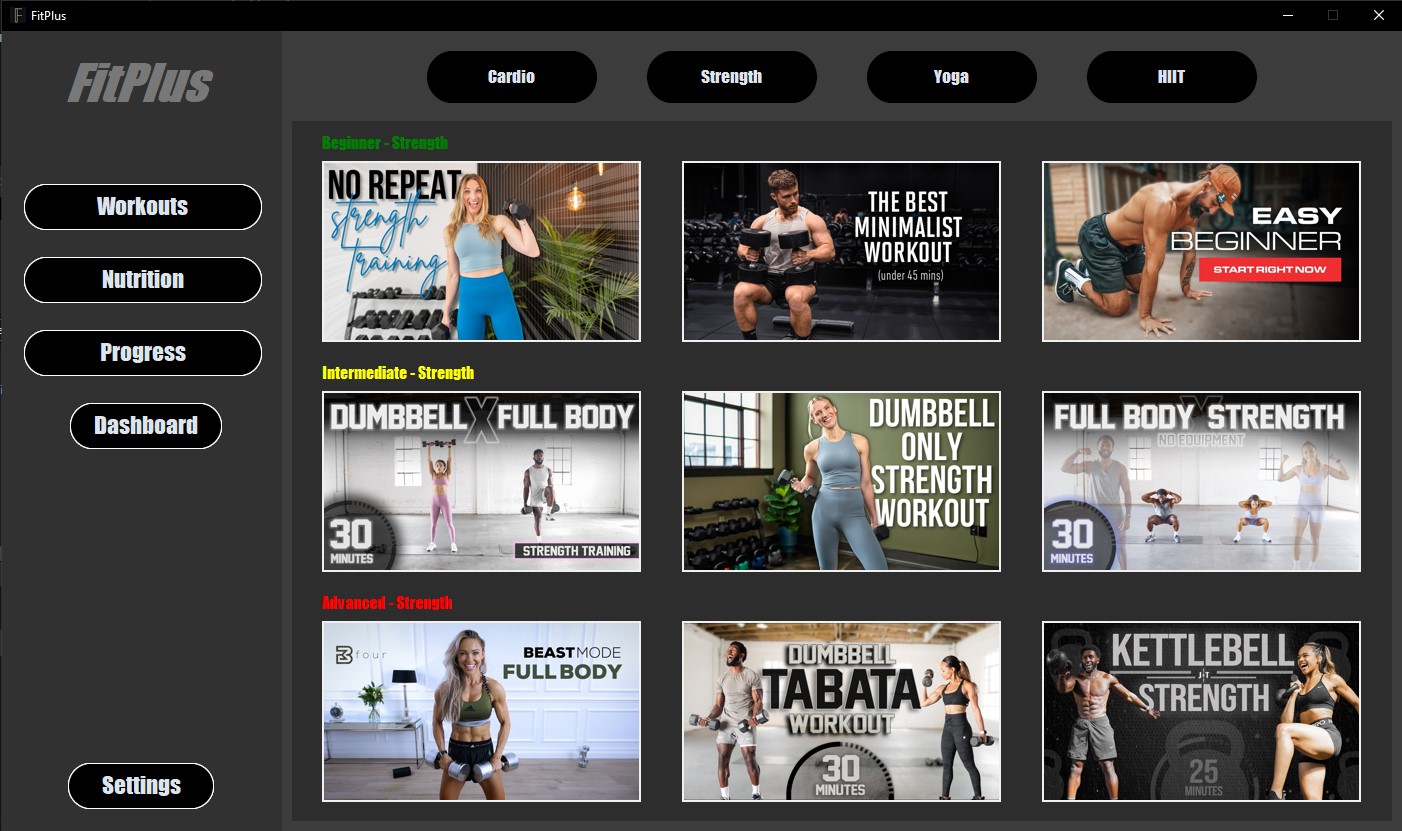 FitPlus
FitPlus
Cardio
Strength
Yoga
HIIT
Workouts
Nutrition
Progress
Dashboard
Settings
Beginner - Strength
NO REPEAT
strength
training
THE BEST
MINIMALIST
WORKOUT
(under 45 mins)
EASY
BEGINNER
START RIGHT NOW
Intermediate - Strength
DUMBBELL X FULL BODY
30
MINUTES
STRENGTH TRAINING
DUMBBELL
ONLY
STRENGTH
WORKOUT
FULL BODY X STRENGTH
NO EQUIPMENT
30
MINUTES
Advanced - Strength
four
BEASTMODE
FULL BODY
DUMBBELL
TABATA
WORKOUT
30
MINUTES
KETTLEBELL
J·T
STRENGTH
25
MINUTES